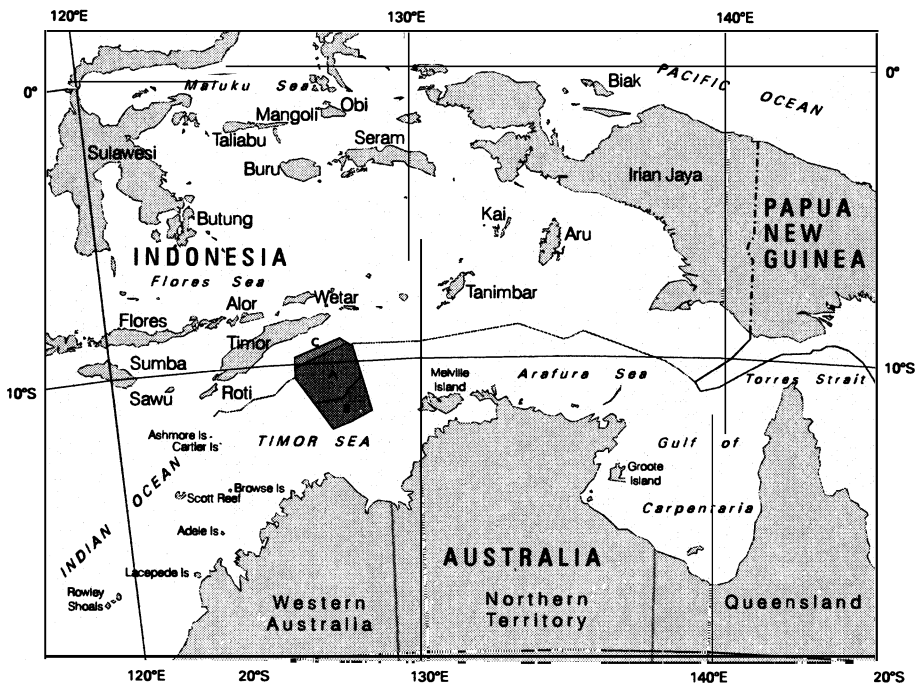 120°E 130°E 140°E
0° 0°
PACIFIC OCEAN
Maluku Sea
Biak
Mangoli Obi
Taliabu
Seram
Sulawesi
Buru
Irian Jaya
Butung
Kai
Aru
PAPUA
NEW
GUINEA
INDONESIA
Flores Sea
Tanimbar
Alor Wetar
Flores
Timor
C
A
B
Sumba
Sawu
Roti
Melville
Island
Arafura Sea
Torres Strait
10°S 10°S
Ashmore Is
Cartier Is
TIMOR SEA
Gulf of
Carpentaria
Groote
Island
INDIAN OCEAN
Browse Is
Scott Reef
Adele Is
Lacepede Is
Rowley
Shoals
AUSTRALIA
Western
Australia
Northern
Territory
Queensland
120°E 20°S 130°E 140°E 20°S